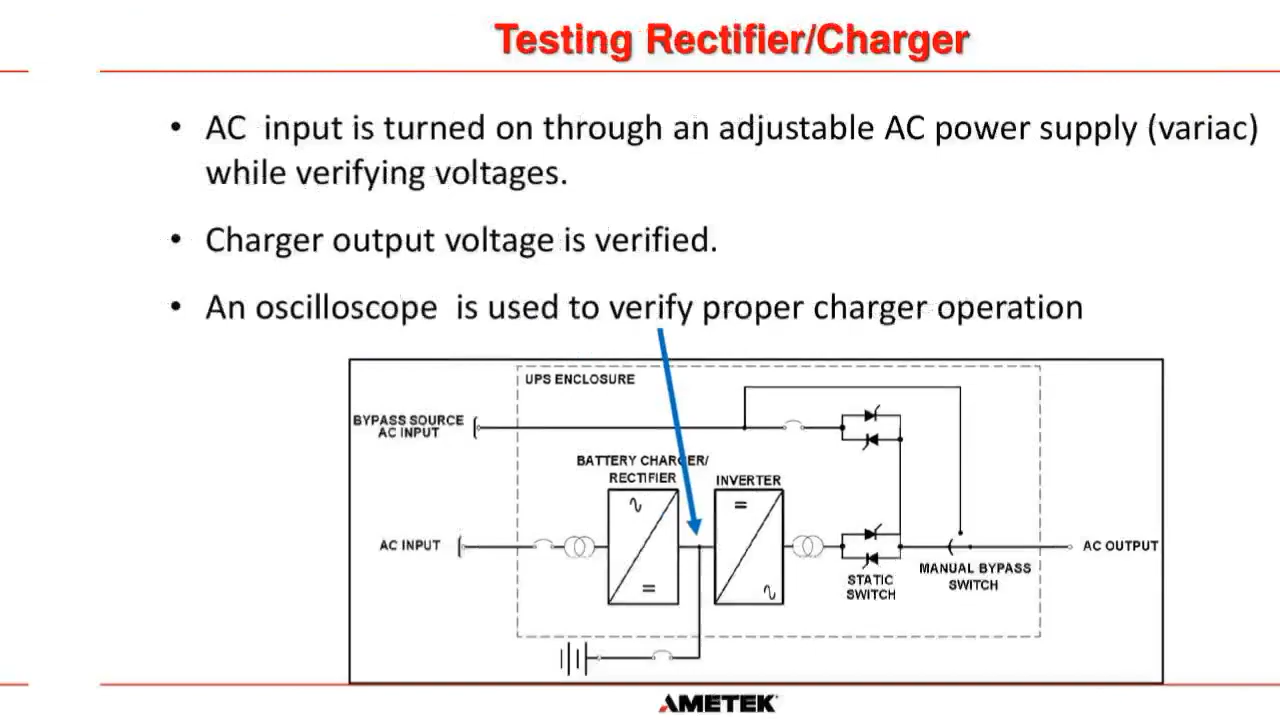 Testing Rectifier/Charger
• AC  input is turned on through an adjustable AC power supply (variac)
while verifying voltages.
• Charger output voltage is verified.
• An oscilloscope  is used to verify proper charger operation
UPS ENCLOSURE
BYPASS SOURCE
AC INPUT
BATTERY CHARGER/
RECTIFIER
INVERTER
AC INPUT
AC OUTPUT
STATIC
SWITCH
MANUAL BYPASS
SWITCH
AMETEK